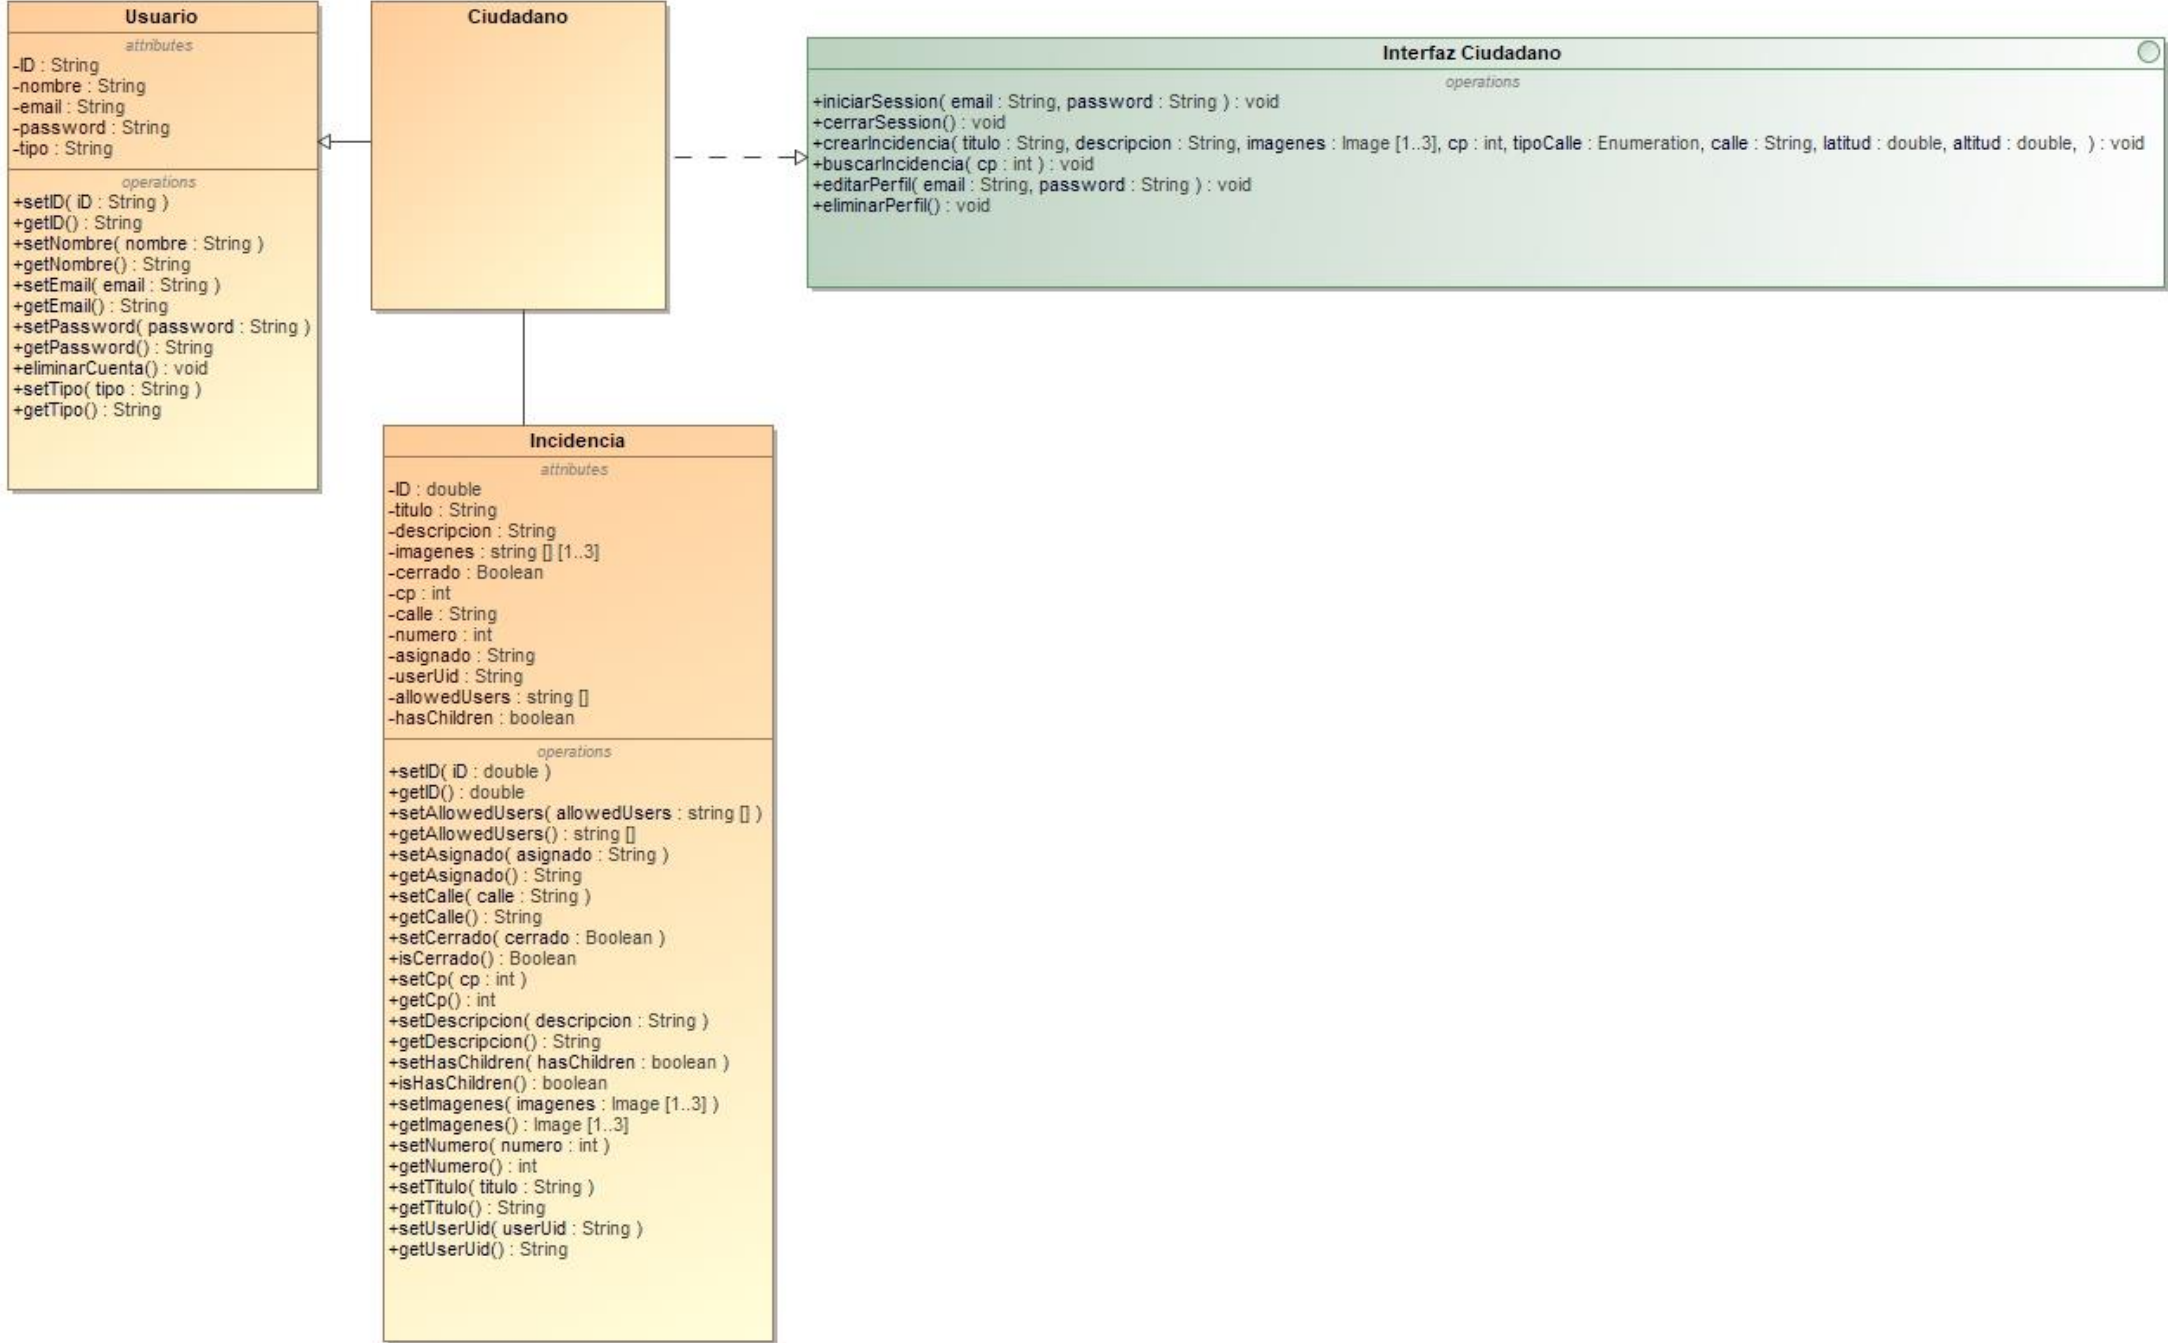 Usuario
attributes
-ID : String
-nombre : String
-email : String
-password : String
-tipo : String
operations
+setID( iD : String )
+getID() : String
+setNombre( nombre : String )
+getNombre() : String
+setEmail( email : String )
+getEmail() : String
+setPassword( password : String )
+getPassword() : String
+eliminarCuenta() : void
+setTipo( tipo : String )
+getTipo() : String
Ciudadano
Interfaz Ciudadano
operations
+iniciarSession( email : String, password : String ) : void
+cerrarSession() : void
+crearIncidencia( titulo : String, descripcion : String, imagenes : Image [1..3], cp : int, tipoCalle : Enumeration, calle : String, latitud : double, altitud : double,  ) : void
+buscarIncidencia( cp : int ) : void
+editarPerfil( email : String, password : String ) : void
+eliminarPerfil() : void
Incidencia
attributes
-ID : double
-titulo : String
-descripcion : String
-imagenes : string [] [1..3]
-cerrado : Boolean
-cp : int
-calle : String
-numero : int
-asignado : String
-userUid : String
-allowedUsers : string []
-hasChildren : boolean
operations
+setID( iD : double )
+getID() : double
+setAllowedUsers( allowedUsers : string [] )
+getAllowedUsers() : string []
+setAsignado( asignado : String )
+getAsignado() : String
+setCalle( calle : String )
+getCalle() : String
+setCerrado( cerrado : Boolean )
+isCerrado() : Boolean
+setCp( cp : int )
+getCp() : int
+setDescripcion( descripcion : String )
+getDescripcion() : String
+setHasChildren( hasChildren : boolean )
+isHasChildren() : boolean
+setImagenes( imagenes : Image [1..3] )
+getImagenes() : Image [1..3]
+setNumero( numero : int )
+getNumero() : int
+setTitulo( titulo : String )
+getTitulo() : String
+setUserUid( userUid : String )
+getUserUid() : String